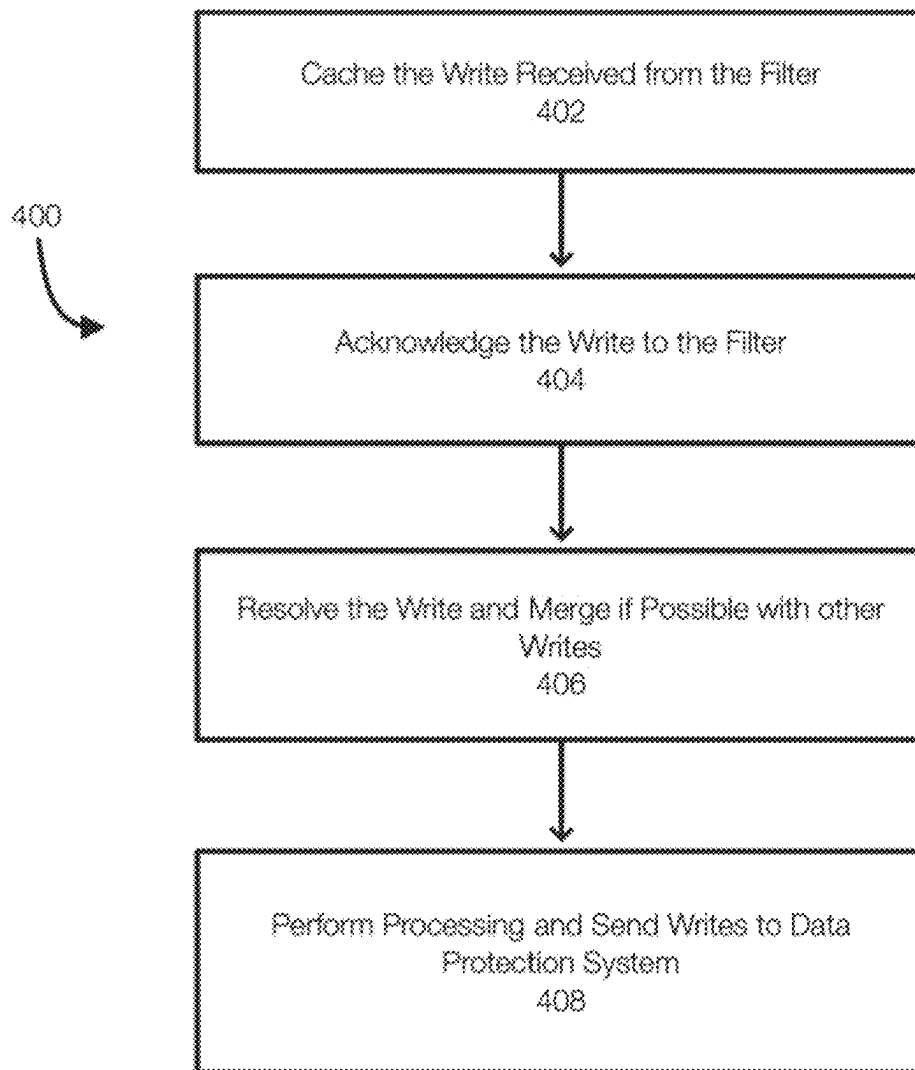 Cache the Write Received from the Filter
402
400
Acknowledge the Write to the Filter
404
Resolve the Write and Merge if Possible with other
Writes
406
Perform Processing and Send Writes to Data
Protection System
408